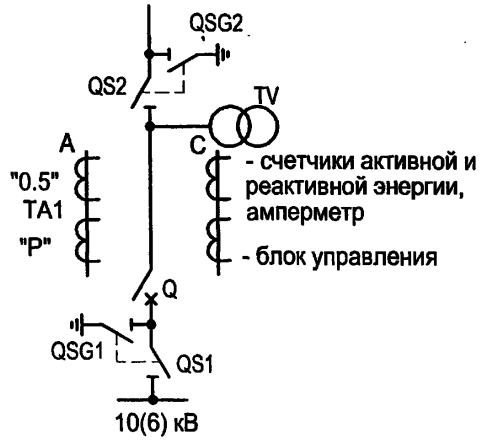 QSG2
QS2
TV
A
C
- счетчики активной и
реактивной энергии,
амперметр
"0.5"
TA1
"P"
- блок управления
Q
QSG1
QS1
10(6) кВ